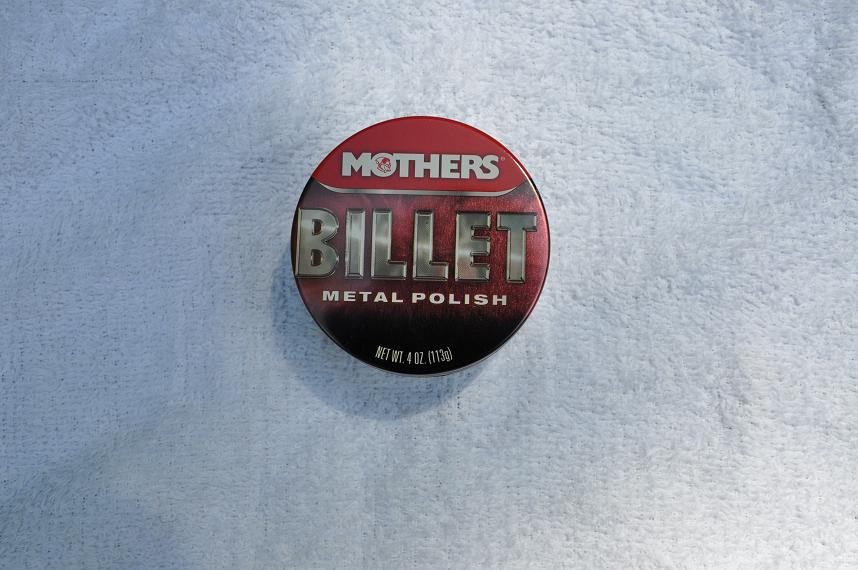 MOTHERS®
BILLET
METAL POLISH
NET WT. 4 OZ. (113g)